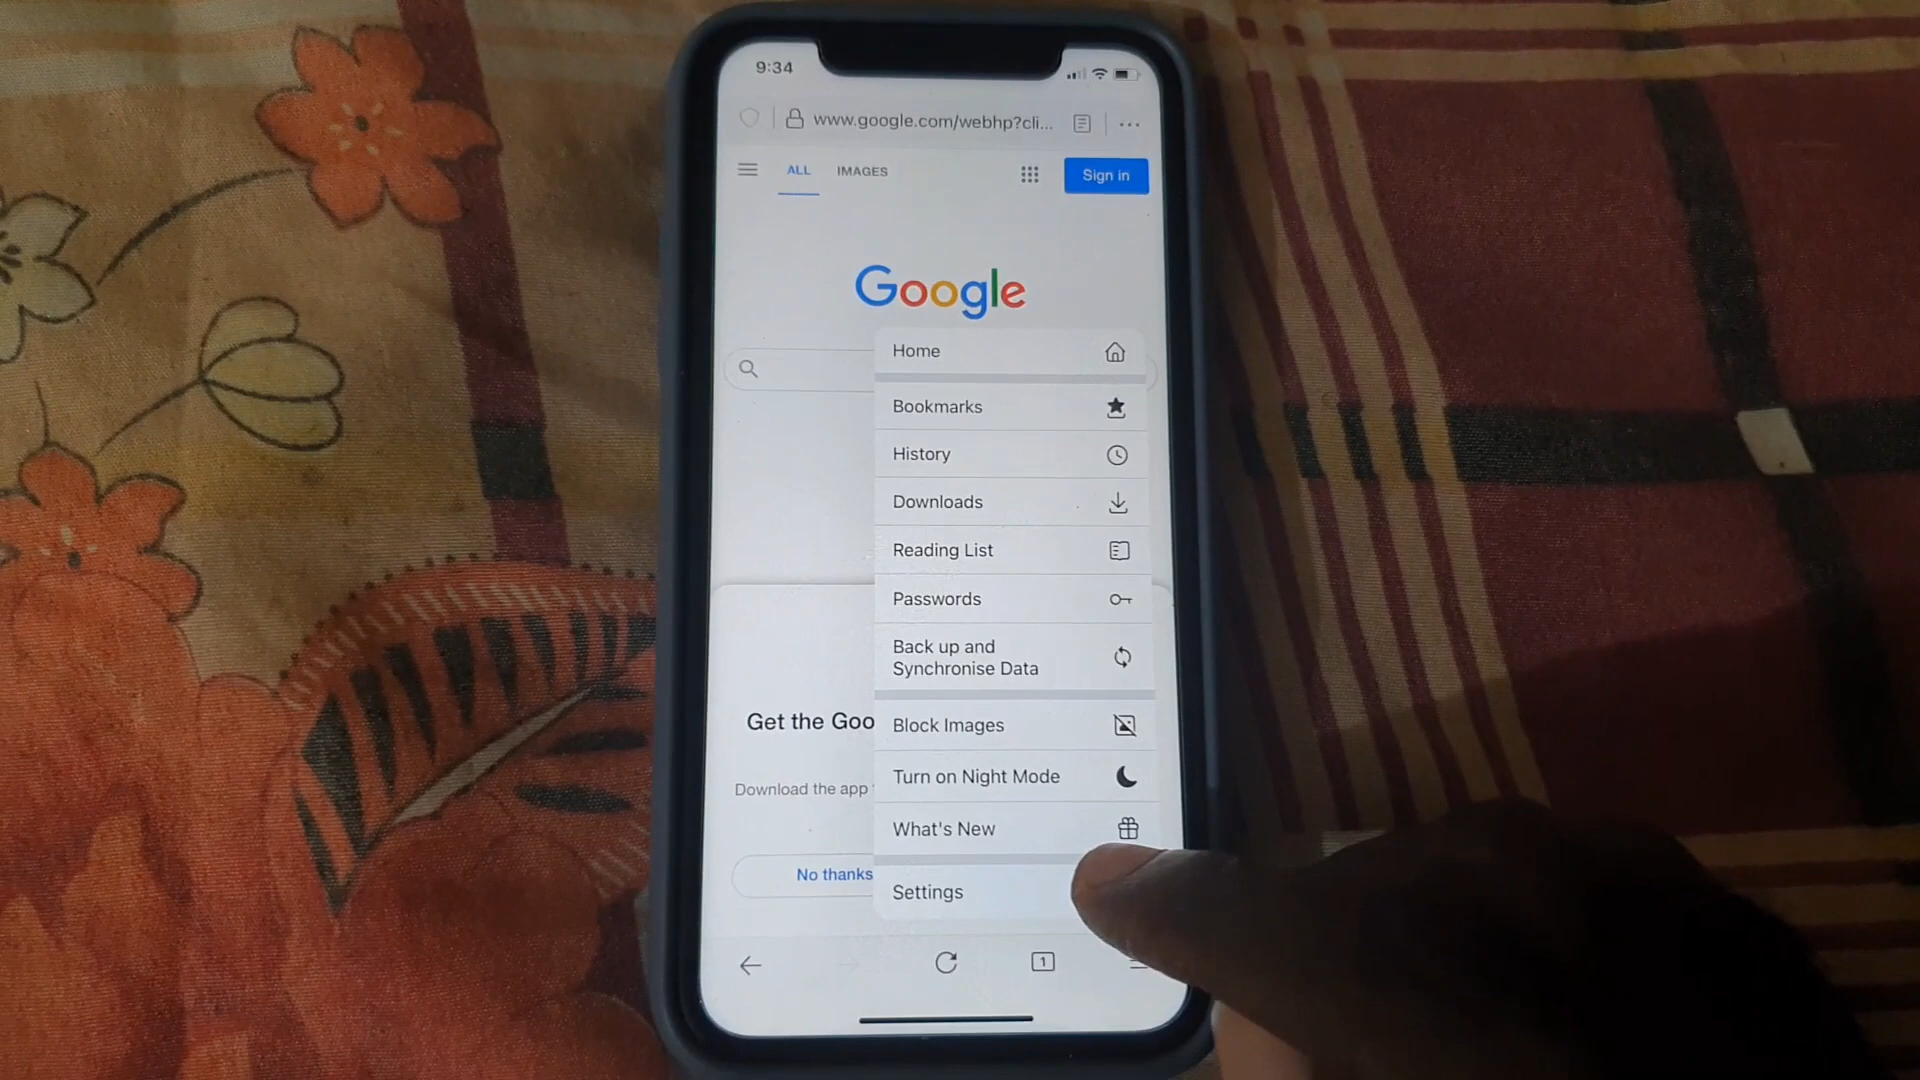 9:34
www.google.com/webhp?cli...
ALL IMAGES Sign in
Google
Home
Bookmarks
History
Downloads
Reading List
Passwords
Back up and
Synchronise Data
Get the Goo
Block Images
Turn on Night Mode
Download the app
What's New
No thanks
Settings
1